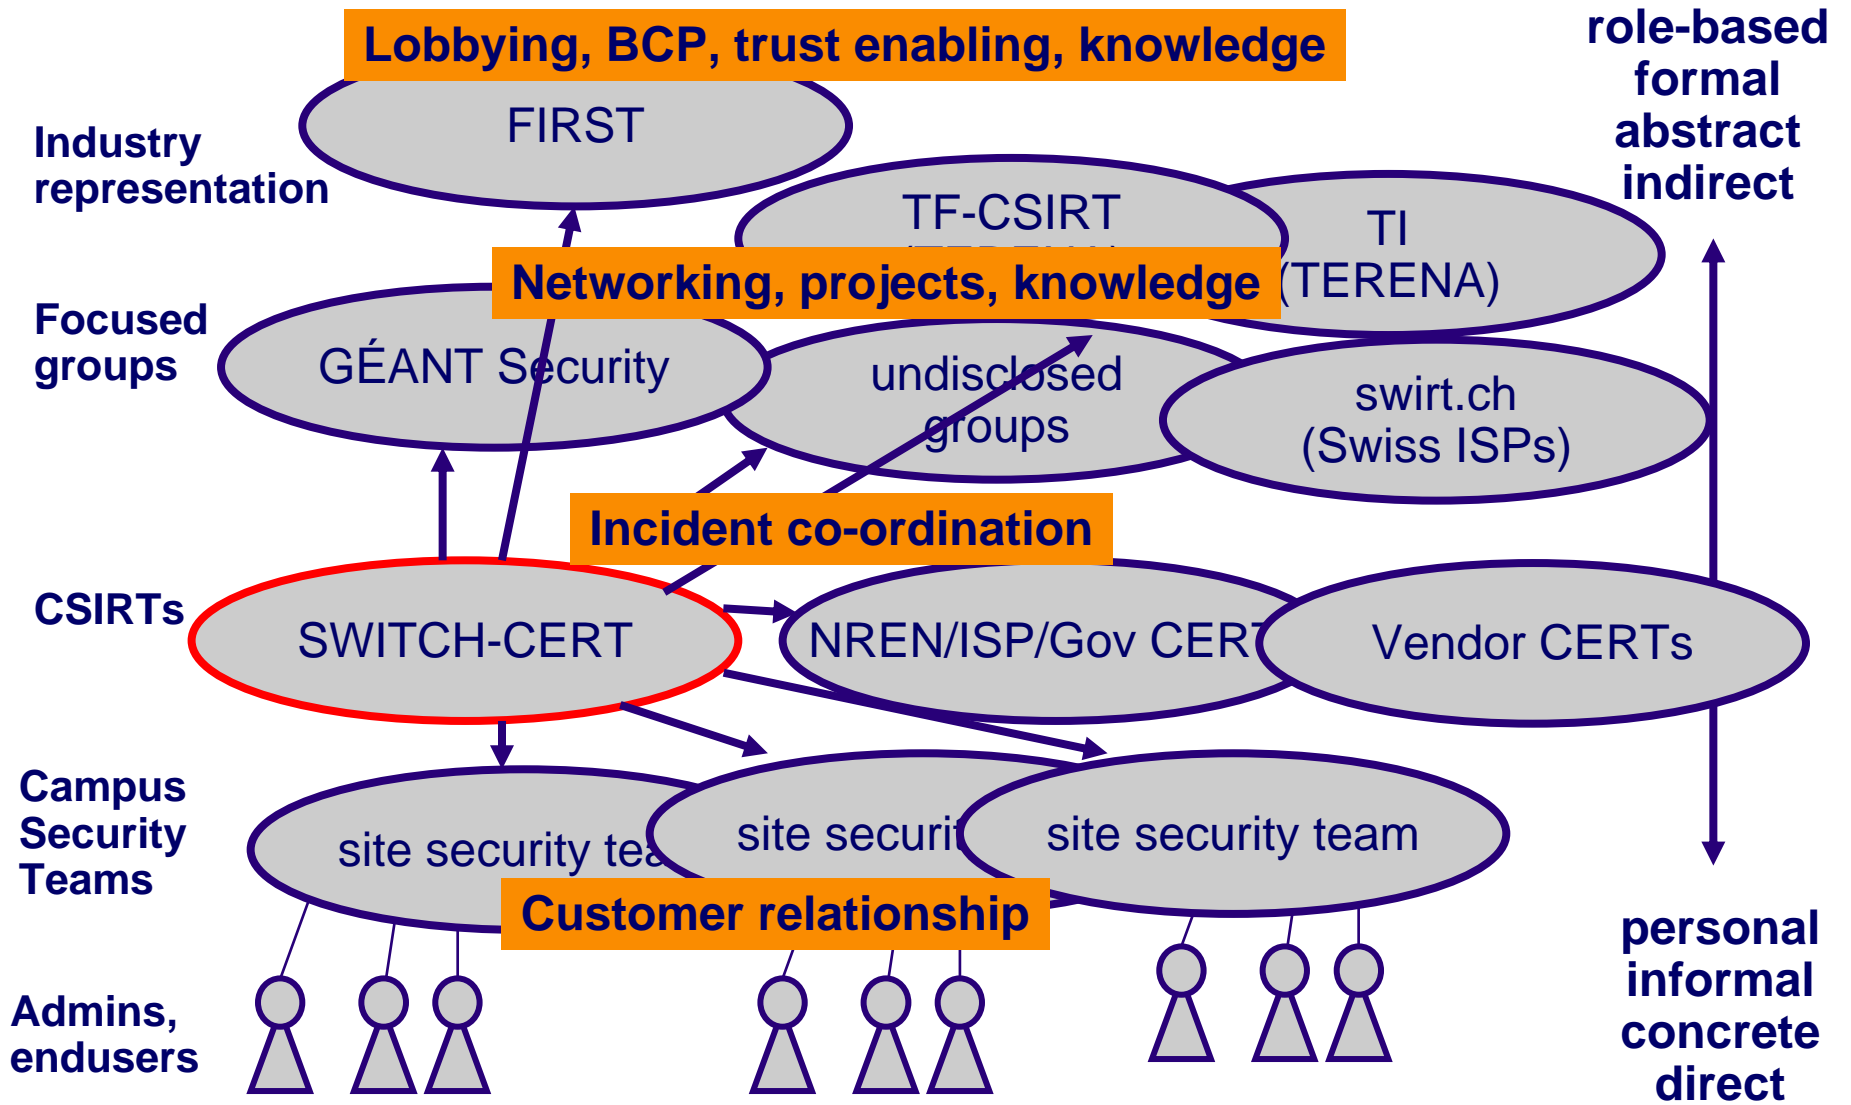 Lobbying, BCP, trust enabling, knowledge
role-based
formal
abstract
indirect
FIRST
Industry
representation
TF-CSIRT
TI
(TERENA)
Networking, projects, knowledge
Focused
groups
GÉANT Security
undisclosed
groups
swirt.ch
(Swiss ISPs)
Incident co-ordination
CSIRTs
SWITCH-CERT
NREN/ISP/Gov CERT
Vendor CERTs
Campus
Security
Teams
site security tea
site securit
site security team
Customer relationship
personal
informal
concrete
direct
Admins,
endusers